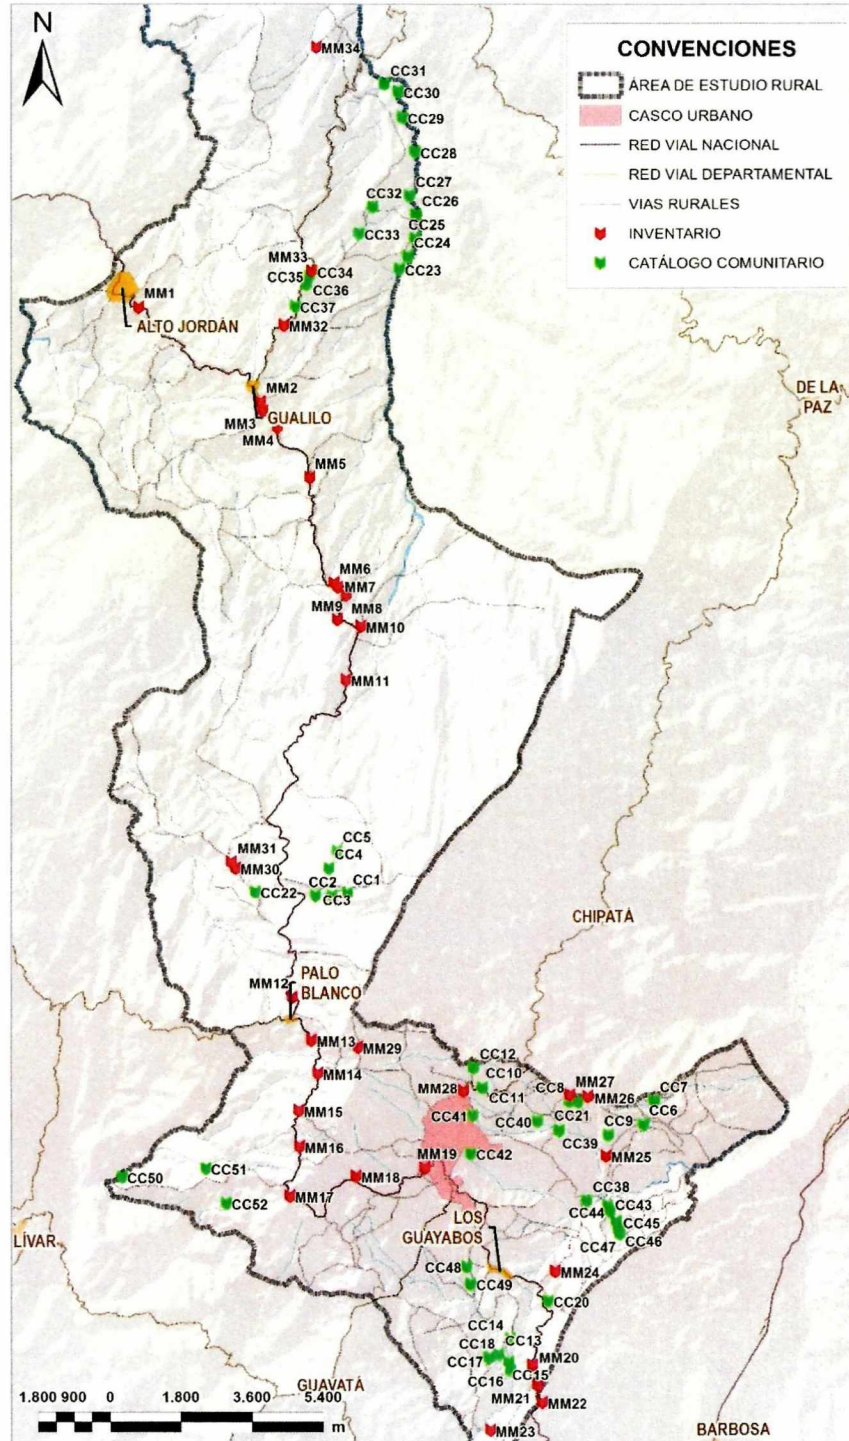 N
CONVENCIONES
ÁREA DE ESTUDIO RURAL
CASCO URBANO
RED VIAL NACIONAL
RED VIAL DEPARTAMENTAL
VIAS RURALES
INVENTARIO
CATÁLOGO COMUNITARIO
MM34
CC31
CC30
CC29
CC28
CC27
CC32
CC26
CC25
CC33
CC24
CC23
MM33
CC34
CC35
CC36
CC37
MM32
MM1
ALTO JORDÁN
MM2
MM3
GUALILO
MM4
DE LA
PAZ
MM5
MM6
MM7
MM9
MM8
MM10
MM11
CC5
CC4
MM31
MM30
CC22
CC2
CC1
CC3
CHIPATÁ
MM12
PALO
BLANCO
MM13
MM29
MM14
CC12
CC10
MM28
CC11
CC8
MM27
MM26
CC7
CC6
MM15
CC41
CC40
CC21
CC9
CC39
MM16
CC42
MM25
CC51
MM19
CC50
MM18
CC52
MM17
CC38
CC43
CC44
CC45
CC47
CC46
LÍVAR
LOS
GUAYABOS
CC48
CC49
MM24
CC20
CC14
CC13
CC18
CC17
MM20
CC15
CC16
MM21
MM22
MM23
GUAVATÁ
BARBOSA
1.800 900 0 1.800 3.600 5.400
m